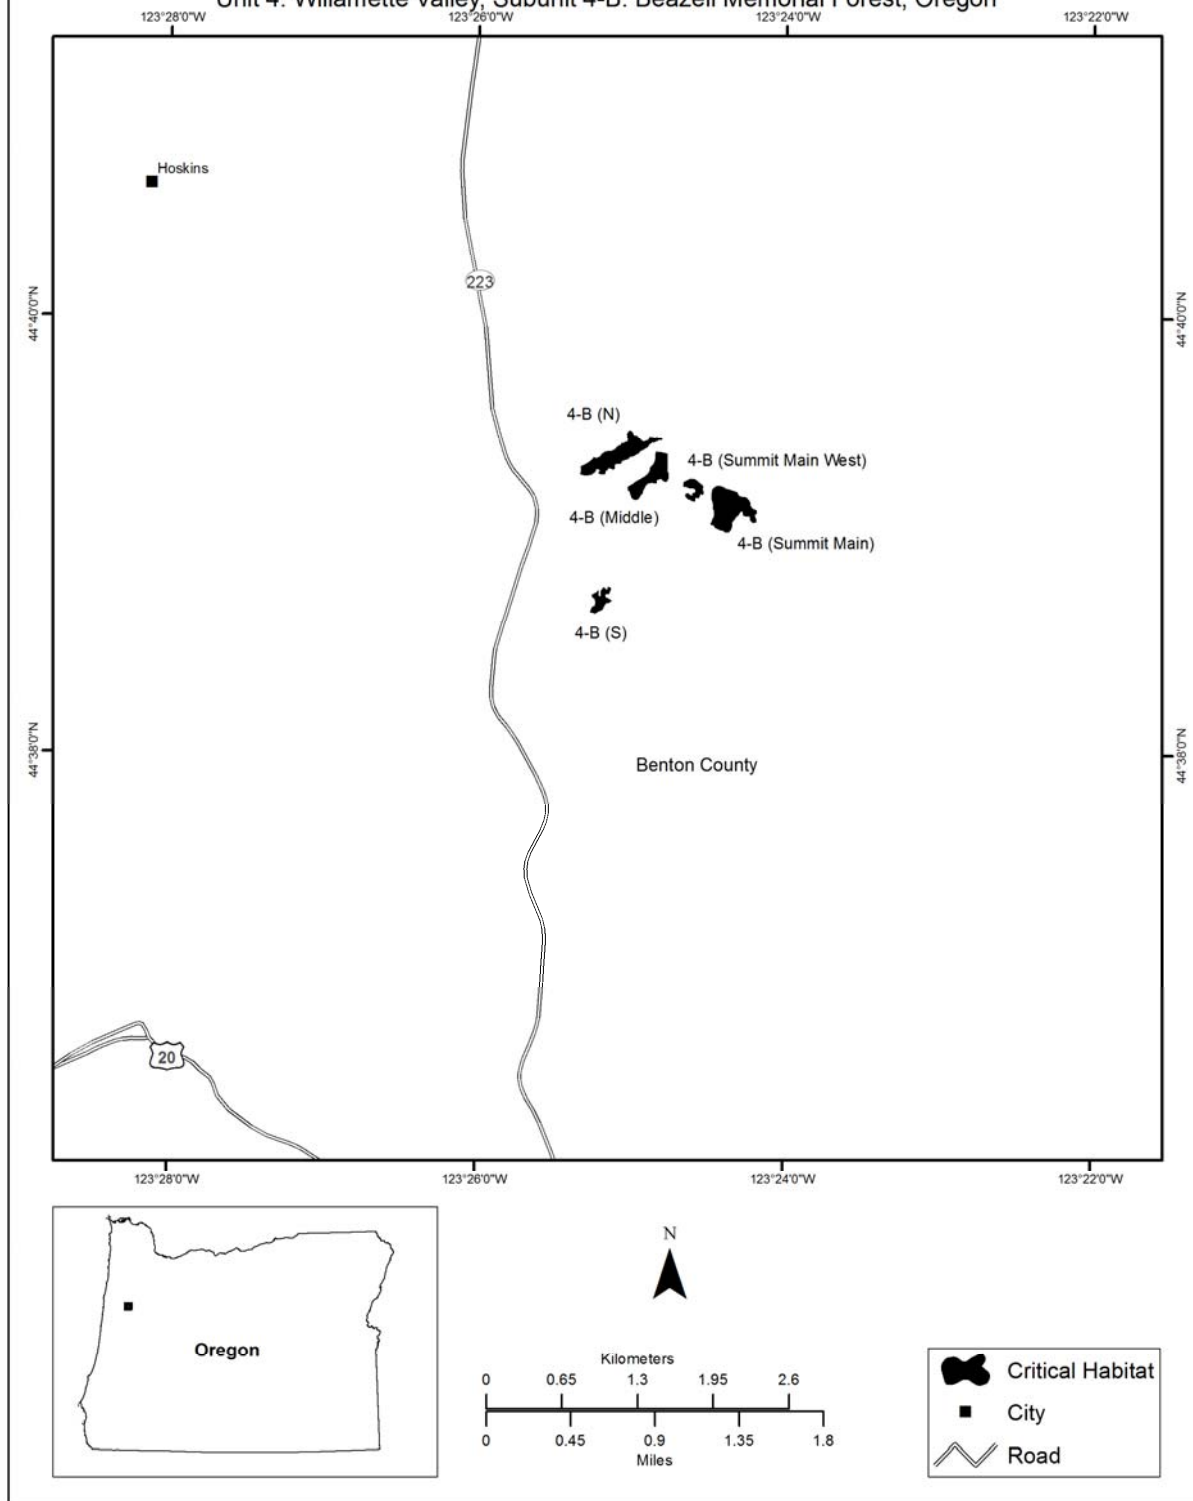 Unit 4: Willamette Valley, Subunit 4-B: Beazell Memorial Forest, Oregon
123°28'0"W 123°26'0"W 123°24'0"W 123°22'0"W
Hoskins
223
44°40'0"N 44°40'0"N
4-B (N)
4-B (Summit Main West)
4-B (Middle)
4-B (Summit Main)
4-B (S)
44°38'0"N 44°38'0"N
Benton County
20
123°28'0"W 123°26'0"W 123°24'0"W 123°22'0"W
N
Oregon
Kilometers
0 0.65 1.3 1.95 2.6
0 0.45 0.9 1.35 1.8
Miles
Critical Habitat
City
Road